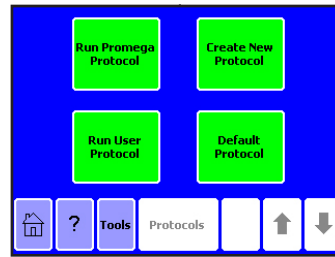 Run Promega
Protocol
Create New
Protocol
Run User
Protocol
Default
Protocol
? Tools Protocols